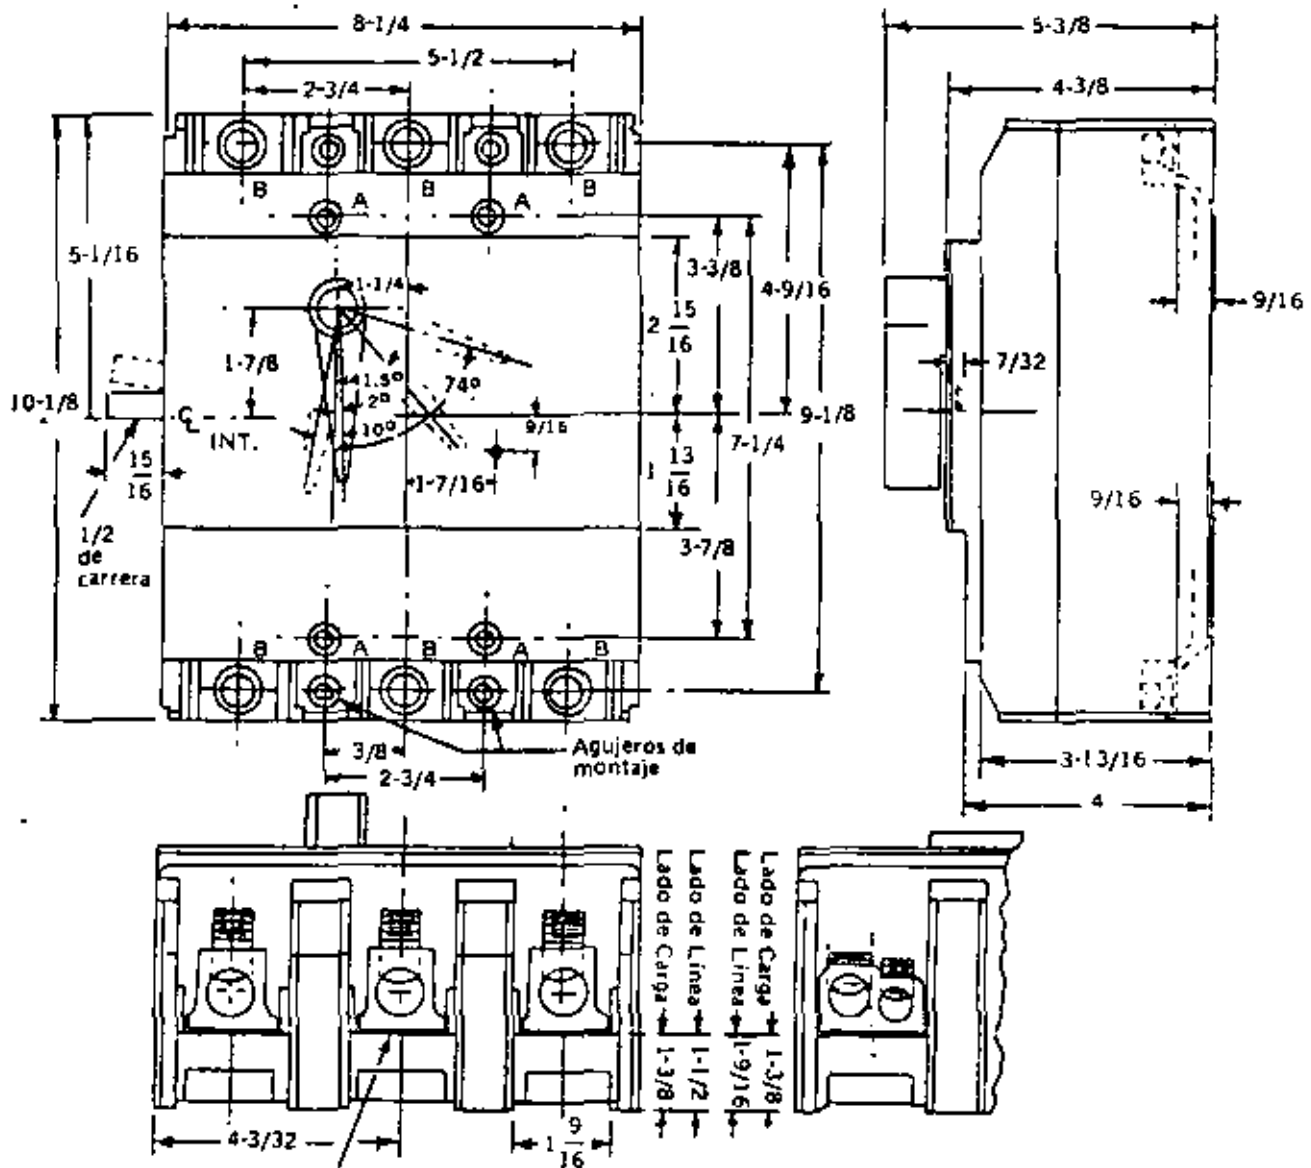 8-1/4
5-3/8
5-1/2
4-3/8
2-3/4
B
B
B
A
A
5-1/16
3-3/8
4-9/16
1-1/4
9/16
2 15/16
1-7/8
7/32
1.5°
74°
2°
10-1/8
9-1/8
℄
INT.
10°
9/16
7-1/4
15/16
1-7/16
1 13/16
9/16
3-7/8
1/2
de
carrera
B
A
B
A
B
3/8
Agujeros de
montaje
2-3/4
3-13/16
4
Lado de Carga 1-3/8
Lado de Línea 1-1/2
Lado de Línea 1-9/16
Lado de Carga 1-3/8
4-3/32
1 9/16